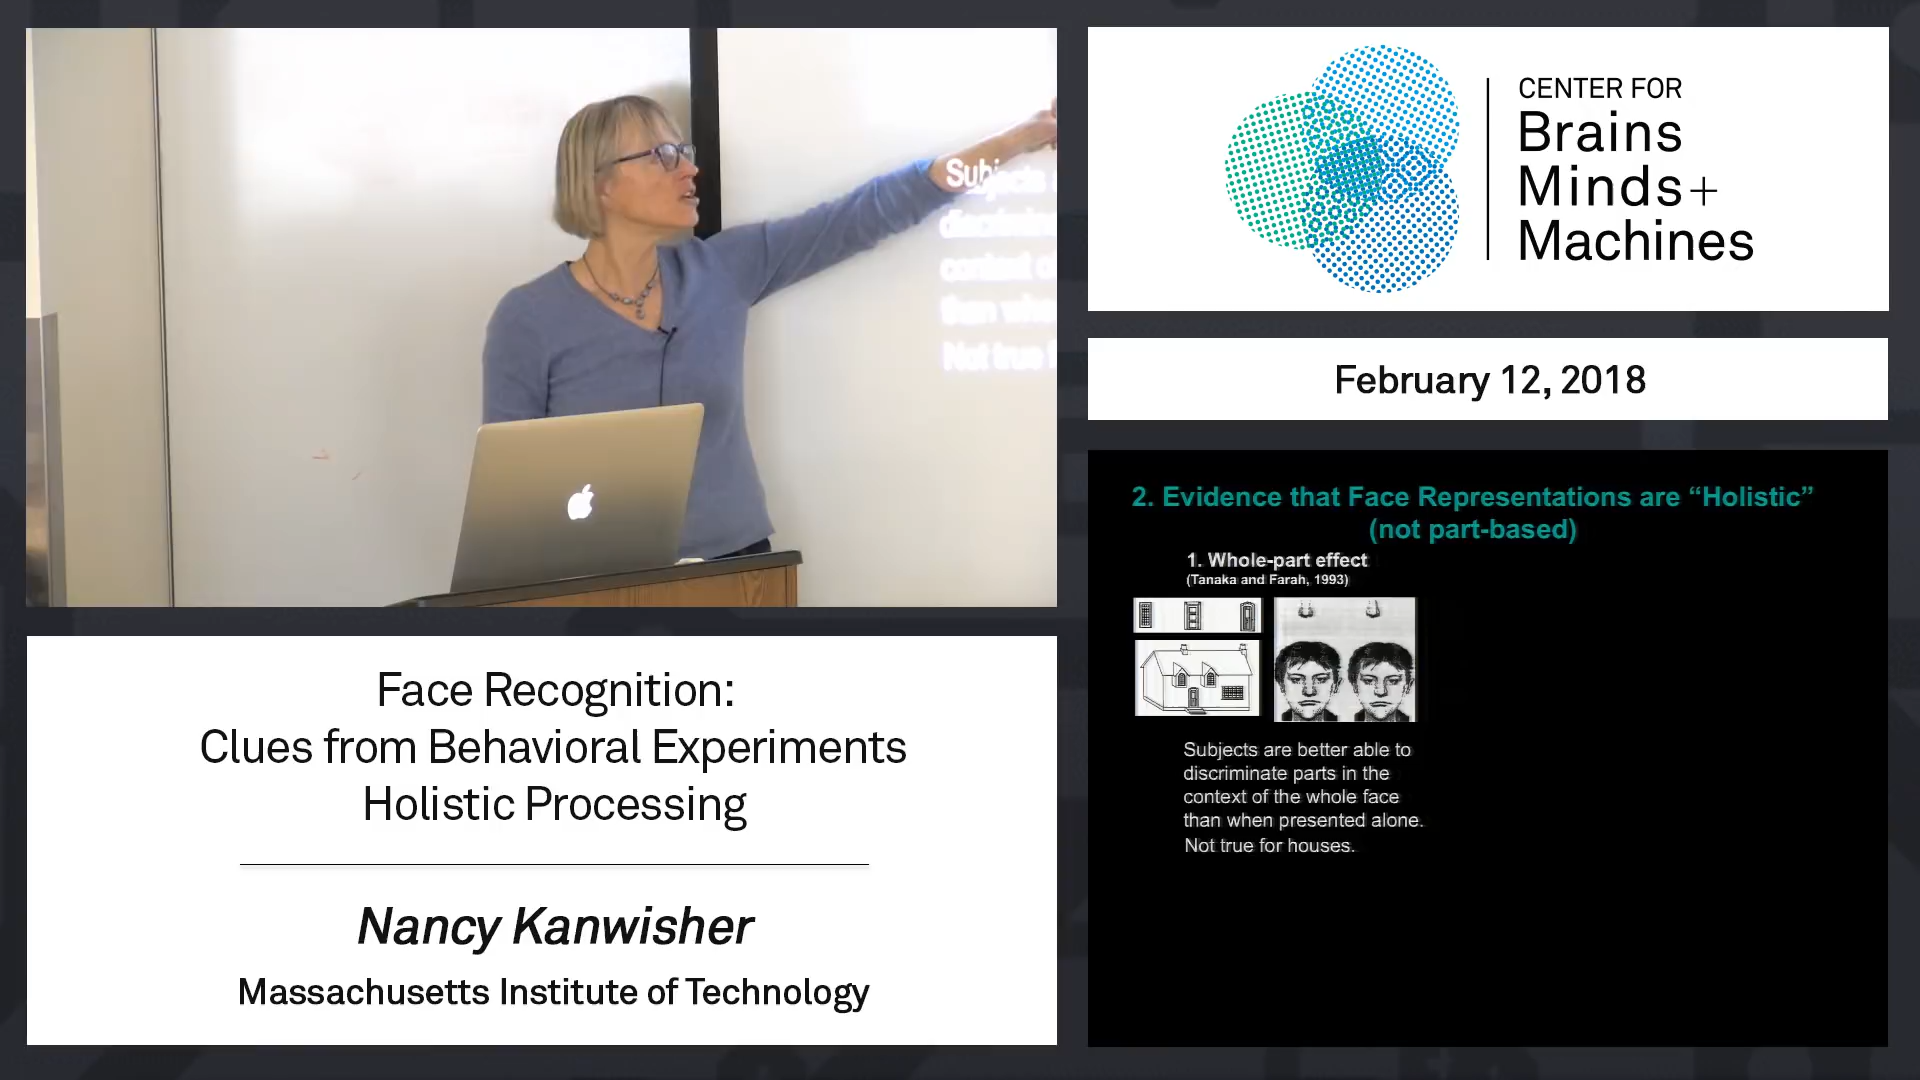 Subjects
CENTER FOR
Brains
Minds+
Machines
February 12, 2018
2. Evidence that Face Representations are “Holistic”
(not part-based)
1. Whole-part effect
(Tanaka and Farah, 1993)
Subjects are better able to
discriminate parts in the
context of the whole face
than when presented alone.
Not true for houses.
Face Recognition:
Clues from Behavioral Experiments
Holistic Processing
Nancy Kanwisher
Massachusetts Institute of Technology